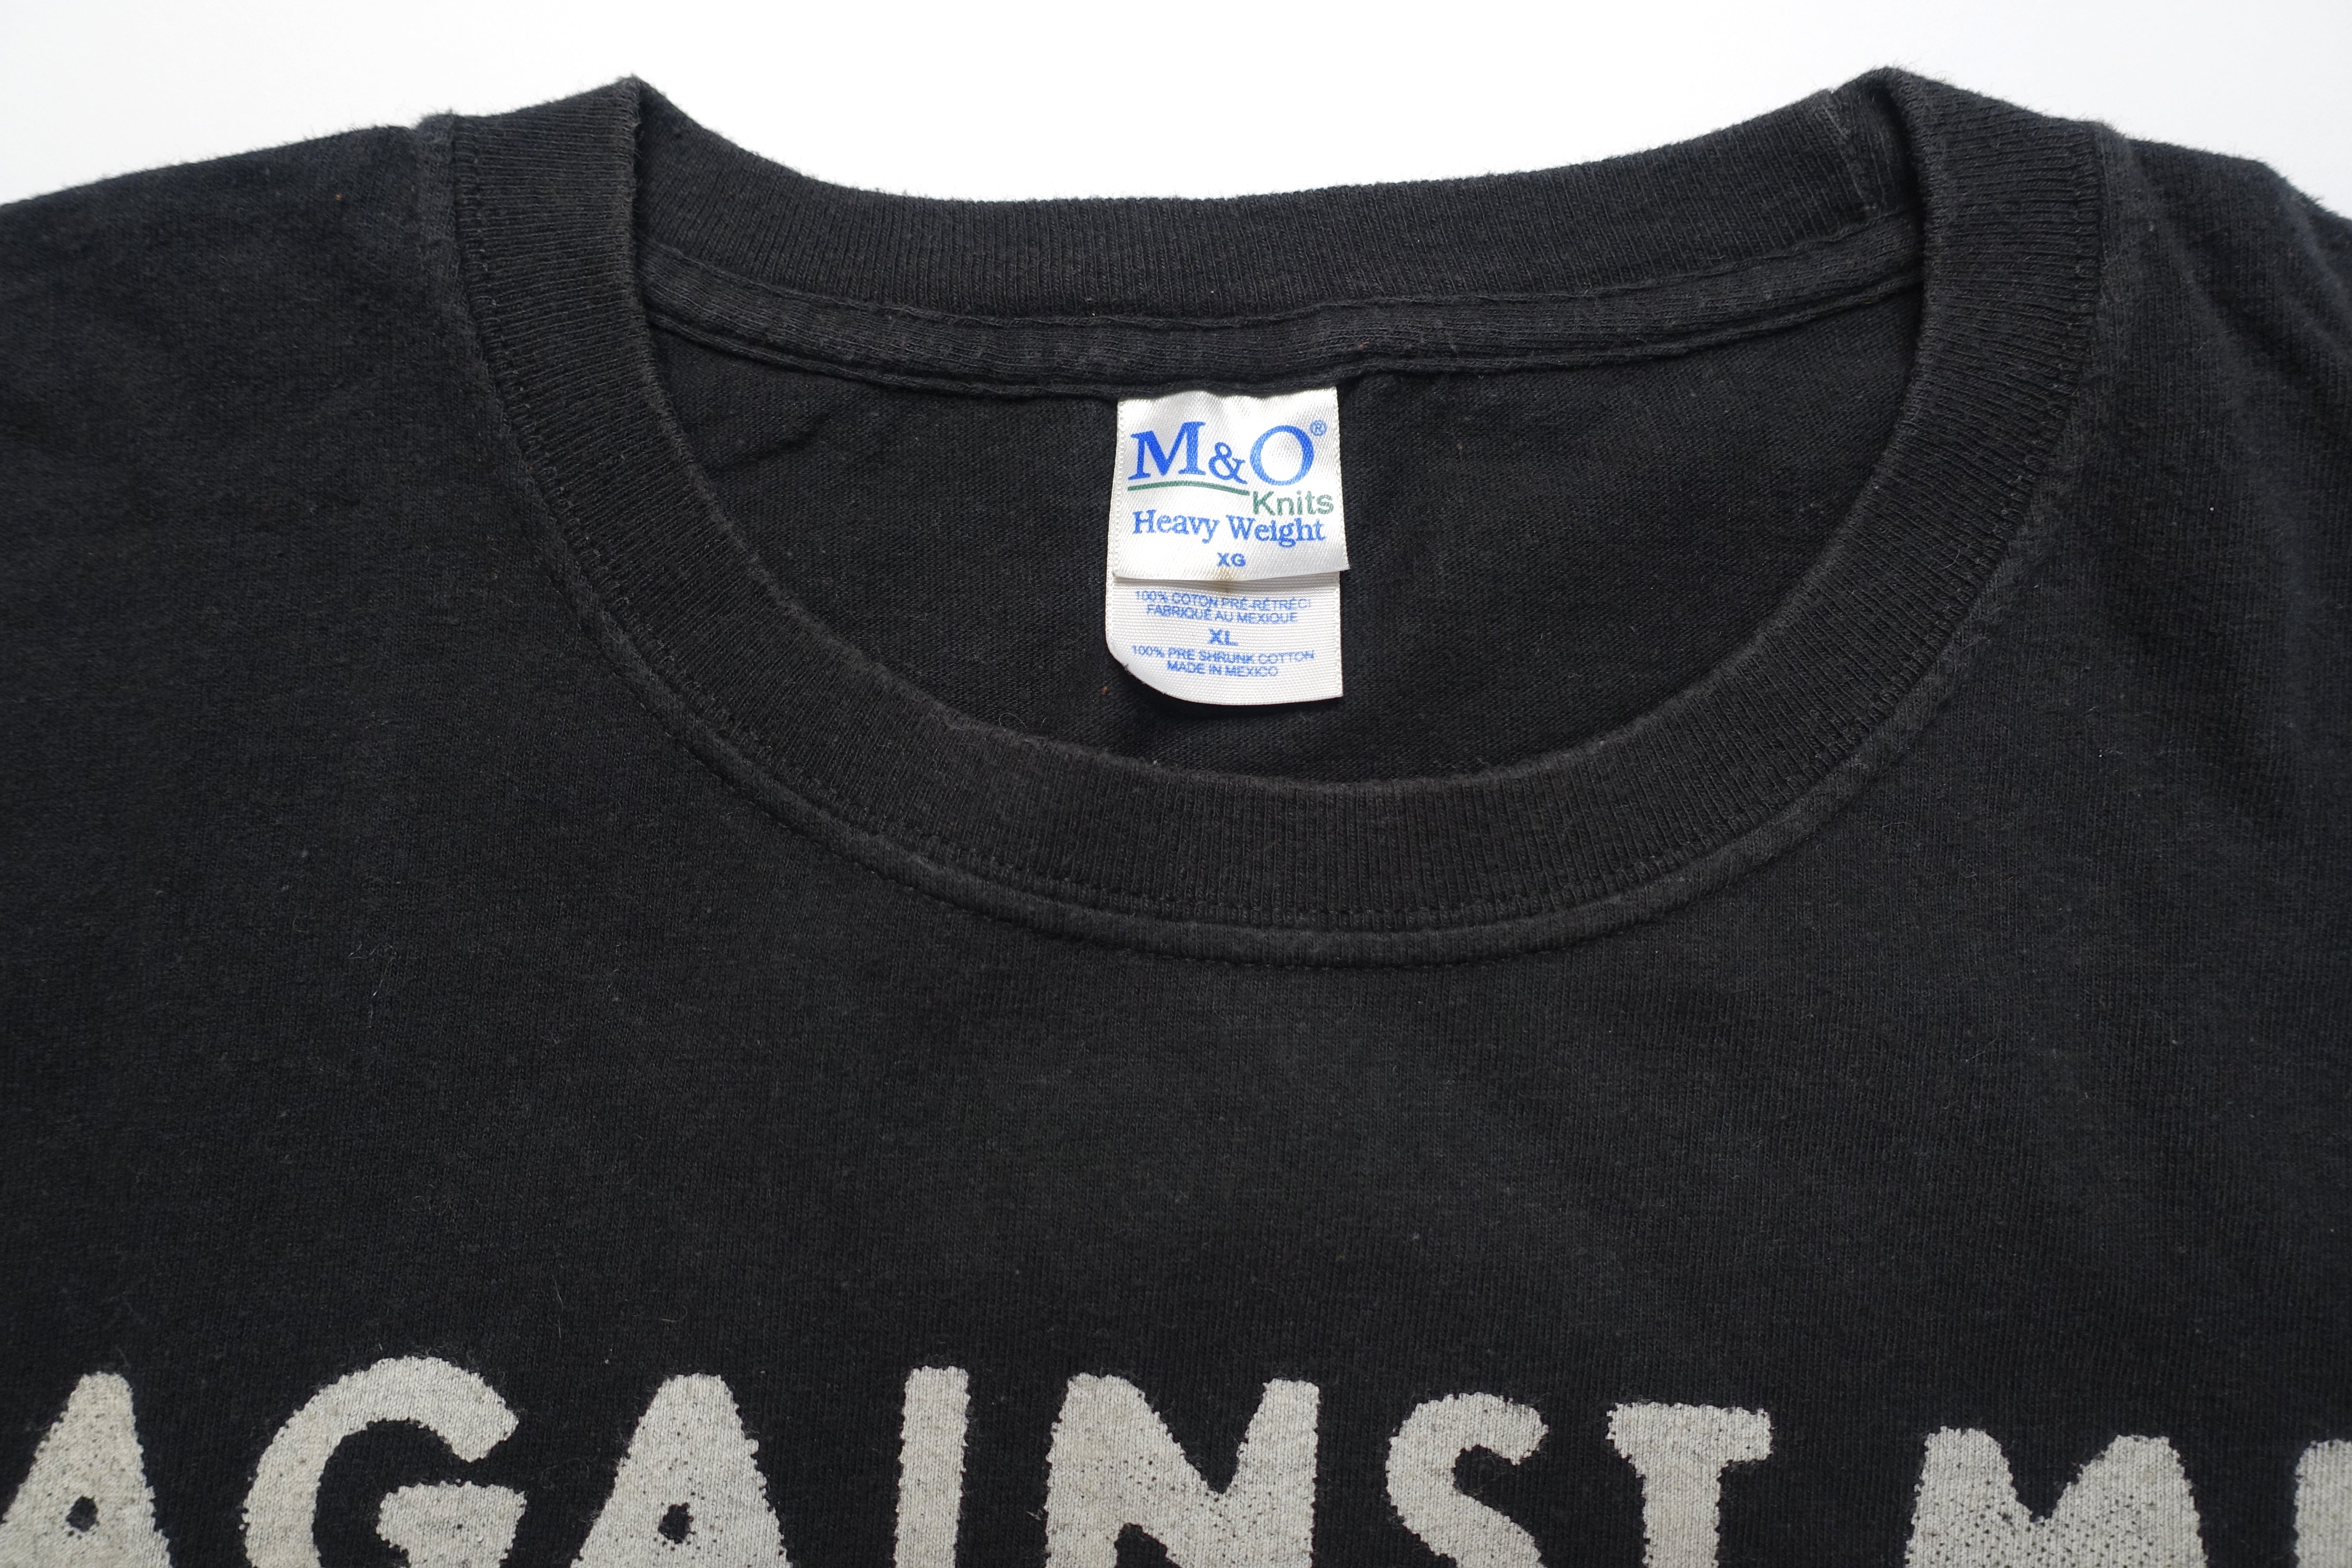 M&O®
Knits
Heavy Weight
XG
100% COTON PRÉ-RÉTRÉCI
FABRIQUÉ AU MEXIQUE
XL
100% PRE SHRUNK COTTON
MADE IN MEXICO
AGAINST